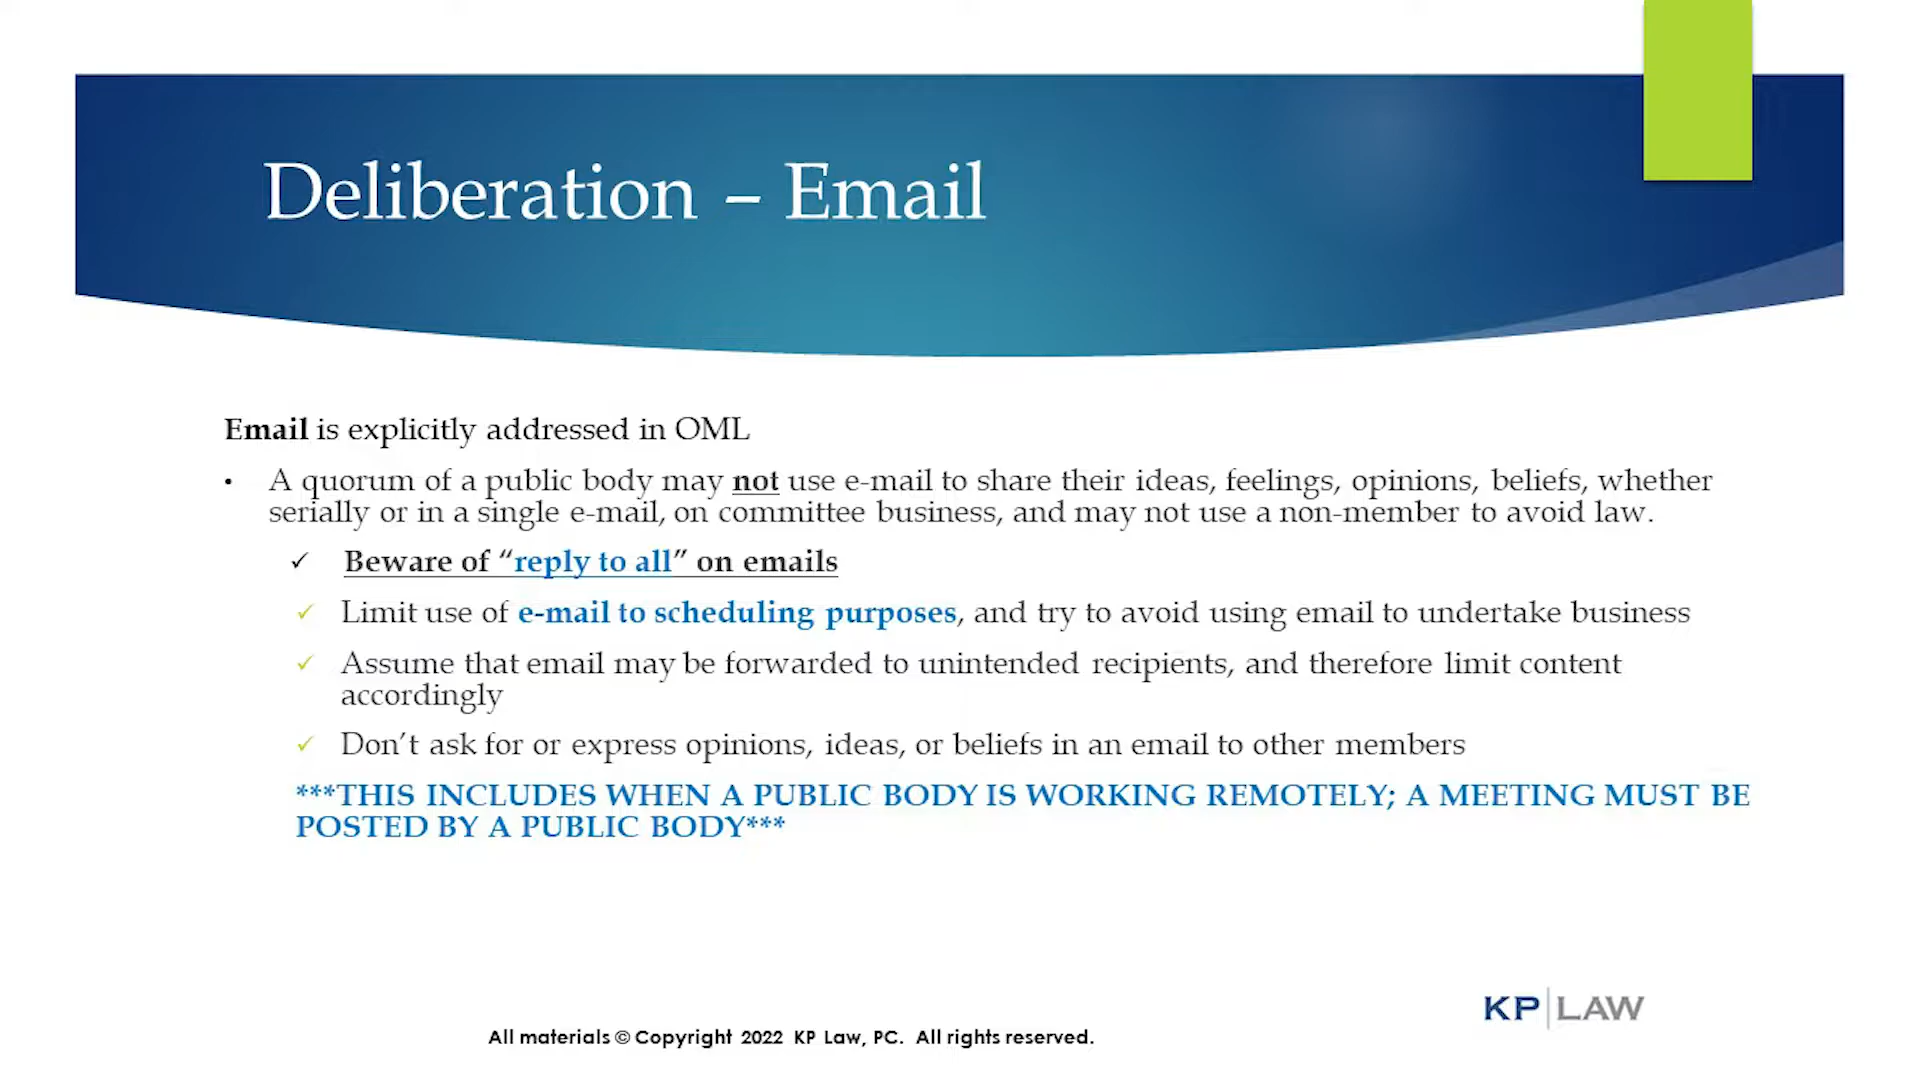 Deliberation – Email
Email is explicitly addressed in OML
• A quorum of a public body may not use e-mail to share their ideas, feelings, opinions, beliefs, whether
serially or in a single e-mail, on committee business, and may not use a non-member to avoid law.
✓ Beware of “reply to all” on emails
✓ Limit use of e-mail to scheduling purposes, and try to avoid using email to undertake business
✓ Assume that email may be forwarded to unintended recipients, and therefore limit content
accordingly
✓ Don’t ask for or express opinions, ideas, or beliefs in an email to other members
***THIS INCLUDES WHEN A PUBLIC BODY IS WORKING REMOTELY; A MEETING MUST BE
POSTED BY A PUBLIC BODY***
KP|LAW
All materials © Copyright 2022 KP Law, PC. All rights reserved.